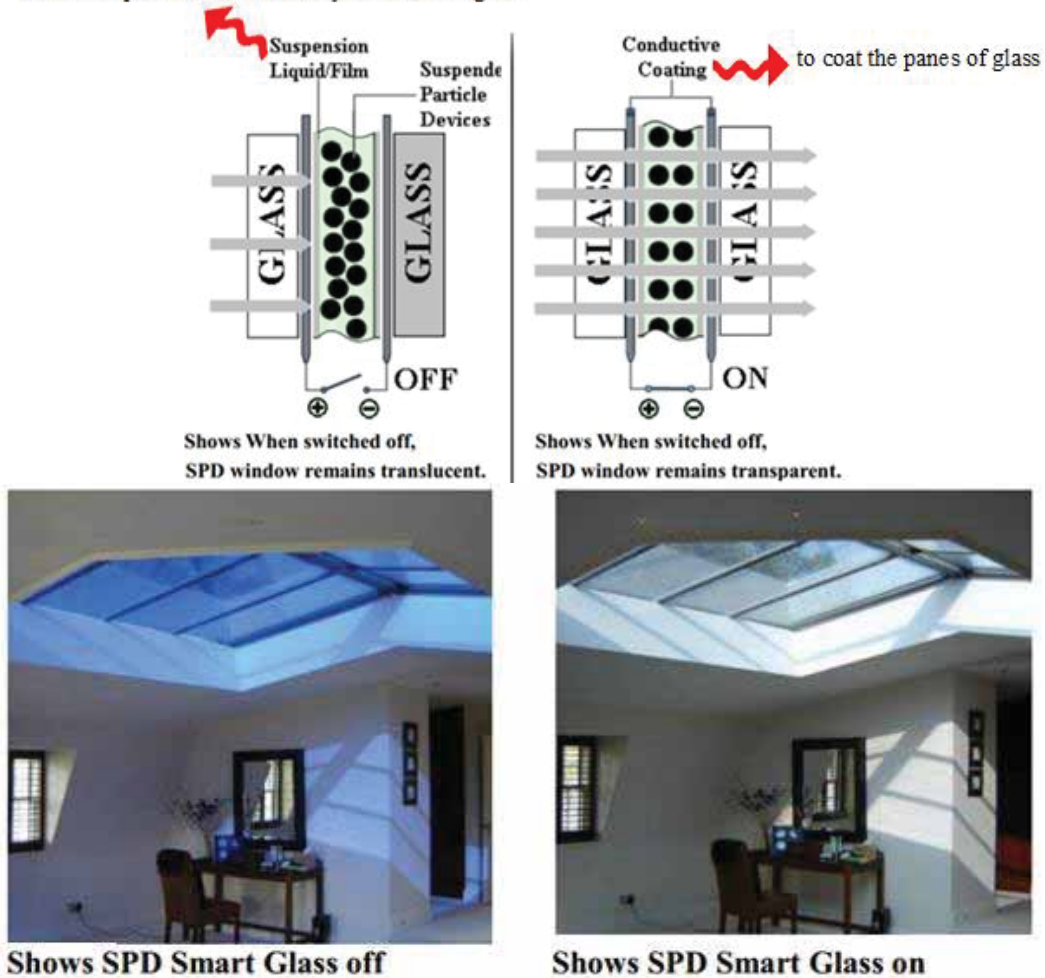 Suspension
Liquid/Film
Suspende
Particle
Devices
GLASS
GLASS
OFF
+ -
Shows When switched off,
SPD window remains translucent.
Conductive
Coating
to coat the panes of glass
GLASS
GLASS
ON
+ -
Shows When switched off,
SPD window remains transparent.
Shows SPD Smart Glass off
Shows SPD Smart Glass on